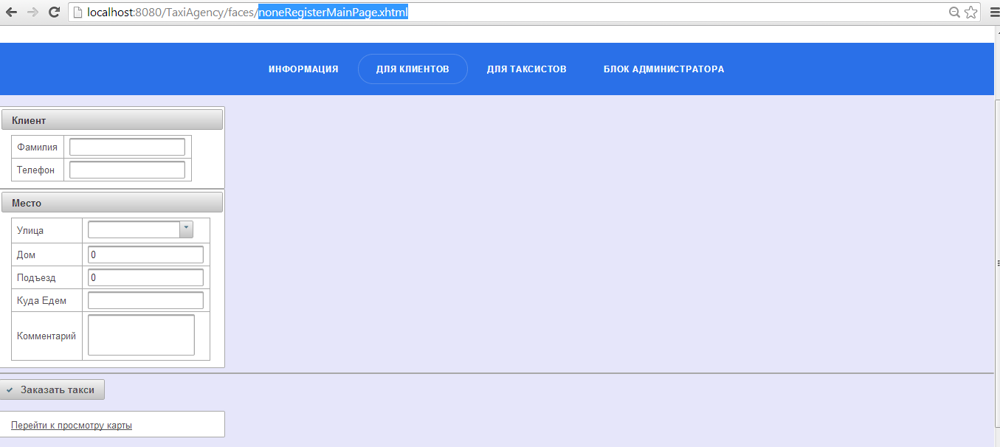 localhost:8080/TaxiAgency/faces/noneRegisterMainPage.xhtml
ИНФОРМАЦИЯ ДЛЯ КЛИЕНТОВ ДЛЯ ТАКСИСТОВ БЛОК АДМИНИСТРАТОРА
Клиент
Фамилия
Телефон
Место
Улица
Дом 0
Подъезд 0
Куда Едем
Комментарий
Заказать такси
Перейти к просмотру карты